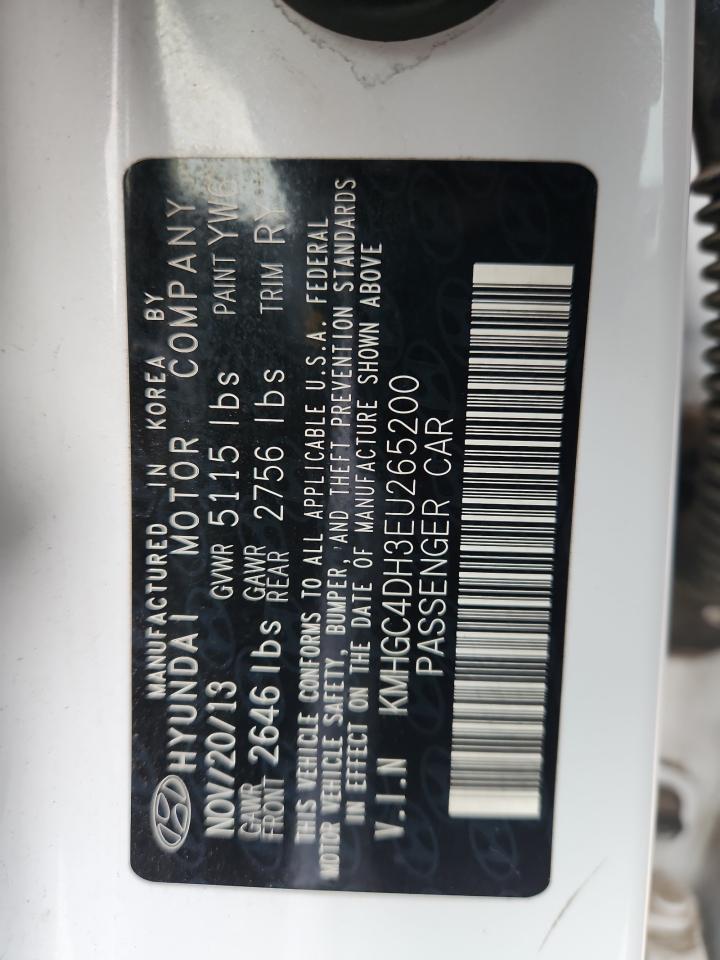 MANUFACTURED IN KOREA BY
HYUNDAI MOTOR COMPANY
NOV/20/13 GVWR 5115 lbs PAINT YW6
GAWR FRONT 2646 lbs GAWR REAR 2756 lbs TRIM RY
THIS VEHICLE CONFORMS TO ALL APPLICABLE U.S.A. FEDERAL
MOTOR VEHICLE SAFETY, BUMPER, AND THEFT PREVENTION STANDARDS
IN EFFECT ON THE DATE OF MANUFACTURE SHOWN ABOVE
V.I.N KMHGC4DH3EU265200
PASSENGER CAR